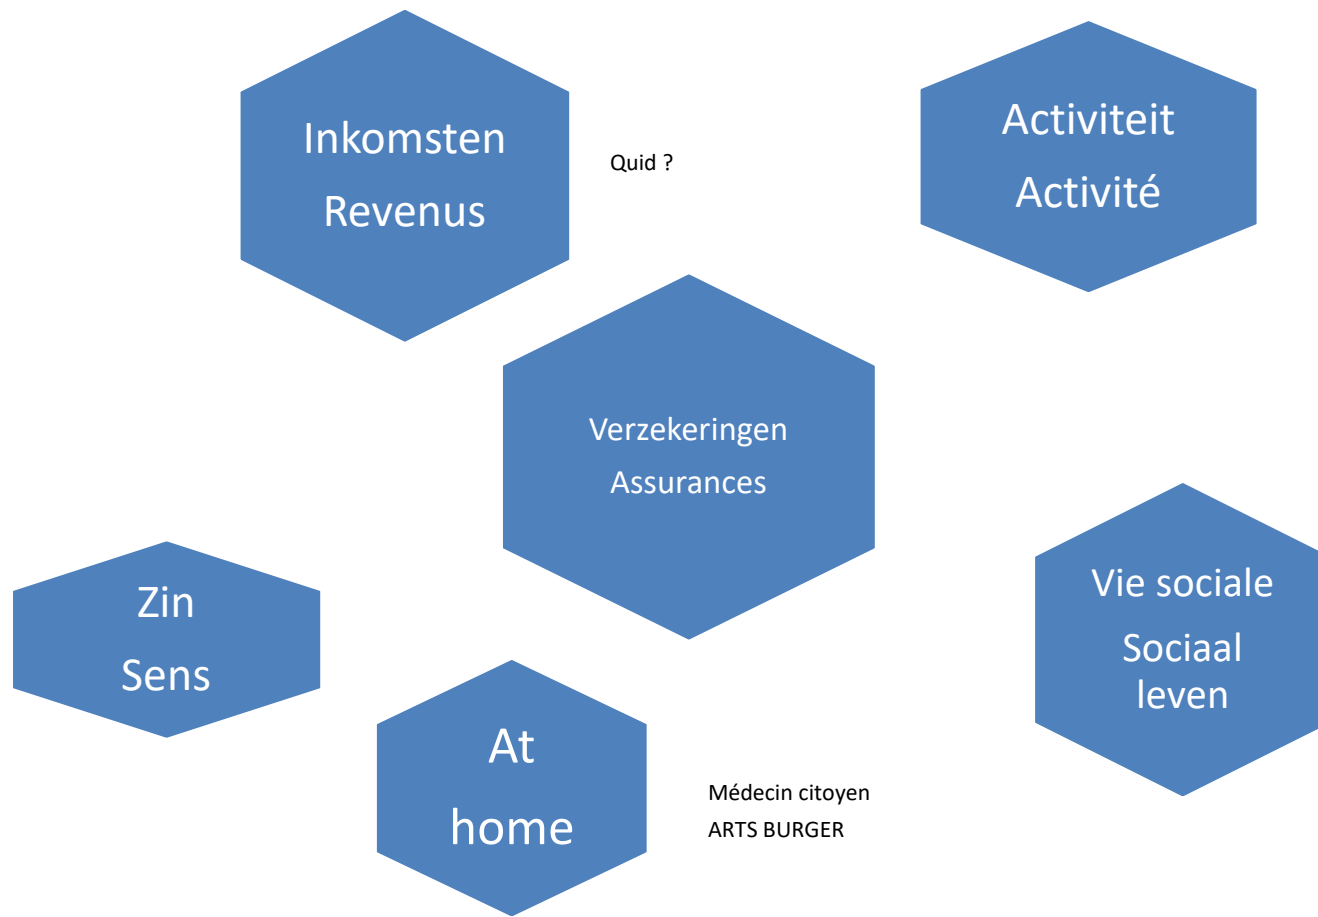 Inkomsten
Revenus
Quid ?
Activiteit
Activité
Verzekeringen
Assurances
Zin
Sens
At
home
Vie sociale
Sociaal
leven
Médecin citoyen
ARTS BURGER